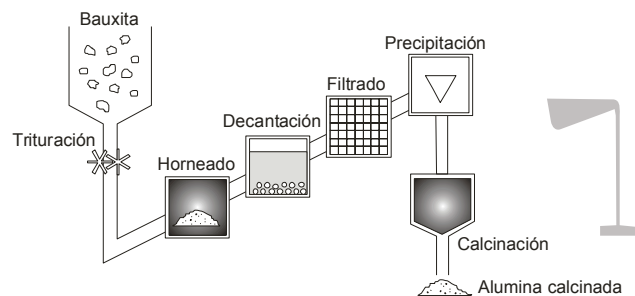 Bauxita
Trituración
Horneado
Decantación
Filtrado
Precipitación
Calcinación
Alumina calcinada